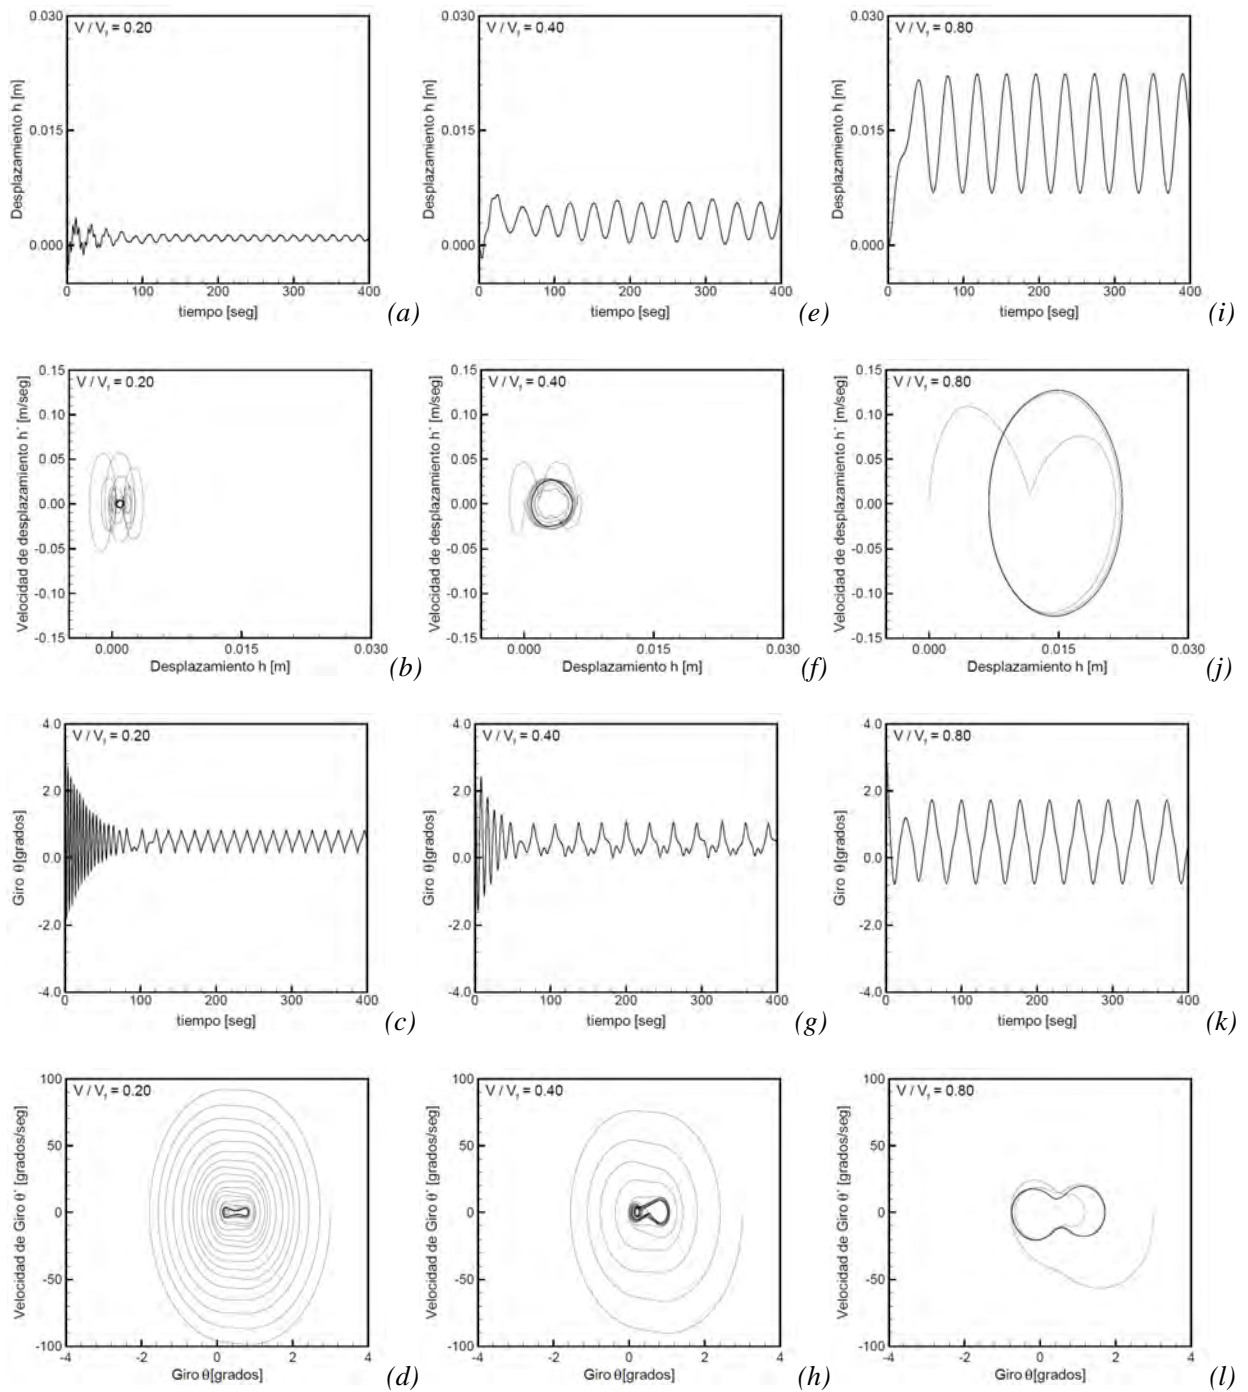 0.030
V / Vf = 0.20
Desplazamiento h [m]
0.015
0.000
0 100 200 300 400
tiempo [seg]
(a)
0.030
V / Vf = 0.40
Desplazamiento h [m]
0.015
0.000
0 100 200 300 400
tiempo [seg]
(e)
0.030
V / Vf = 0.80
Desplazamiento h [m]
0.015
0.000
0 100 200 300 400
tiempo [seg]
(i)
0.15
V / Vf = 0.20
Velocidad de desplazamiento h˙ [m/seg]
0.10
0.05
0.00
-0.05
-0.10
-0.15
0.000 0.015 0.030
Desplazamiento h [m]
(b)
0.15
V / Vf = 0.40
Velocidad de desplazamiento h˙ [m/seg]
0.10
0.05
0.00
-0.05
-0.10
-0.15
0.000 0.015 0.030
Desplazamiento h [m]
(f)
0.15
V / Vf = 0.80
Velocidad de desplazamiento h˙ [m/seg]
0.10
0.05
0.00
-0.05
-0.10
-0.15
0.000 0.015 0.030
Desplazamiento h [m]
(j)
4.0
V / Vf = 0.20
Giro θ[grados]
2.0
0.0
-2.0
-4.0
0 100 200 300 400
tiempo [seg]
(c)
4.0
V / Vf = 0.40
Giro θ[grados]
2.0
0.0
-2.0
-4.0
0 100 200 300 400
tiempo [seg]
(g)
4.0
V / Vf = 0.80
Giro θ[grados]
2.0
0.0
-2.0
-4.0
0 100 200 300 400
tiempo [seg]
(k)
100
V / Vf = 0.20
Velocidad de Giro θ˙ [grados/seg]
50
0
-50
-100
-4 -2 0 2 4
Giro θ[grados]
(d)
100
V / Vf = 0.40
Velocidad de Giro θ˙ [grados/seg]
50
0
-50
-100
-4 -2 0 2 4
Giro θ[grados]
(h)
100
V / Vf = 0.80
Velocidad de Giro θ˙ [grados/seg]
50
0
-50
-100
-4 -2 0 2 4
Giro θ[grados]
(l)